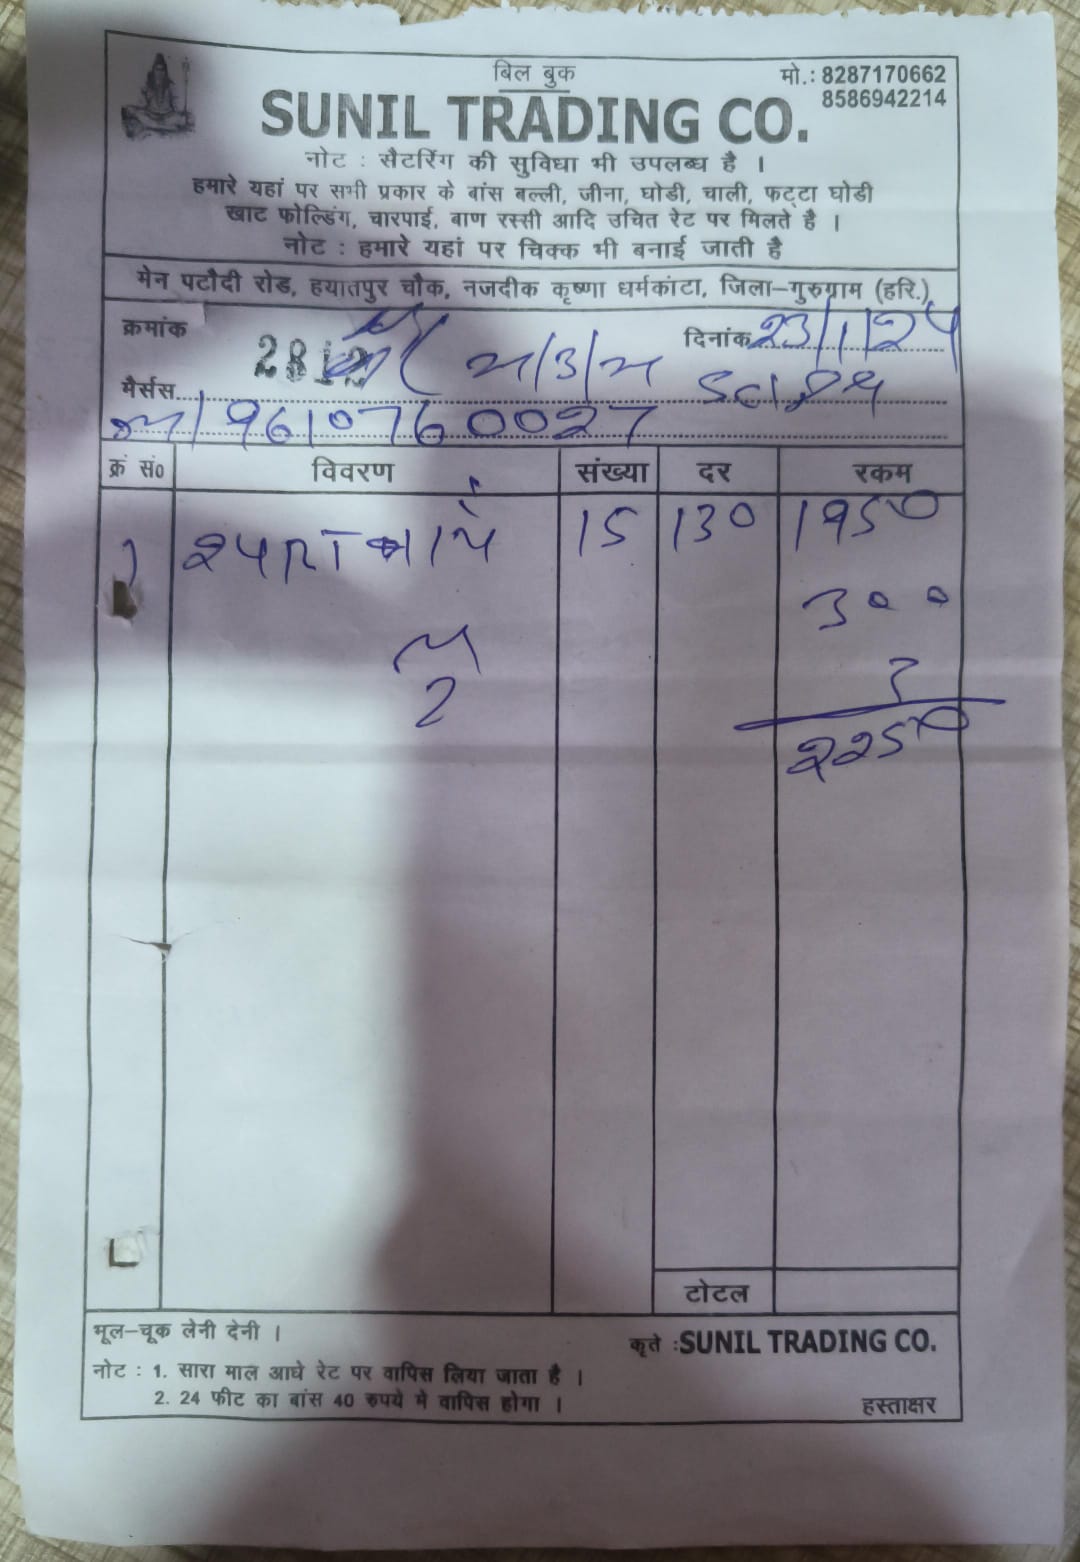 बिल बुक
मो.: 8287170662
8586942214
SUNIL TRADING CO.
नोट : सैटरिंग की सुविधा भी उपलब्ध है ।
हमारे यहां पर सभी प्रकार के बांस बल्ली, जीना, घोडी, चाली, फट्टा घोडी
खाट फोल्डिंग, चारपाई, बाण रस्सी आदि उचित रेट पर मिलते है ।
नोट : हमारे यहां पर चिक्क भी बनाई जाती है
मेन पटौदी रोड, हयातपुर चौक, नजदीक कृष्णा धर्मकांटा, जिला-गुरुग्राम (हरि.)
क्रमांक
दिनांक 23/1/24
मैर्सस
9610760027
क्रं सं० विवरण संख्या दर रकम
15 130 1950
300
2
2250
टोटल
भूल-चूक लेनी देनी ।
कृते :SUNIL TRADING CO.
नोट : 1. सारा माल आघे रेट पर वापिस लिया जाता है ।
2. 24 फीट का बांस 40 रुपये मे वापिस होगा ।
हस्ताक्षर